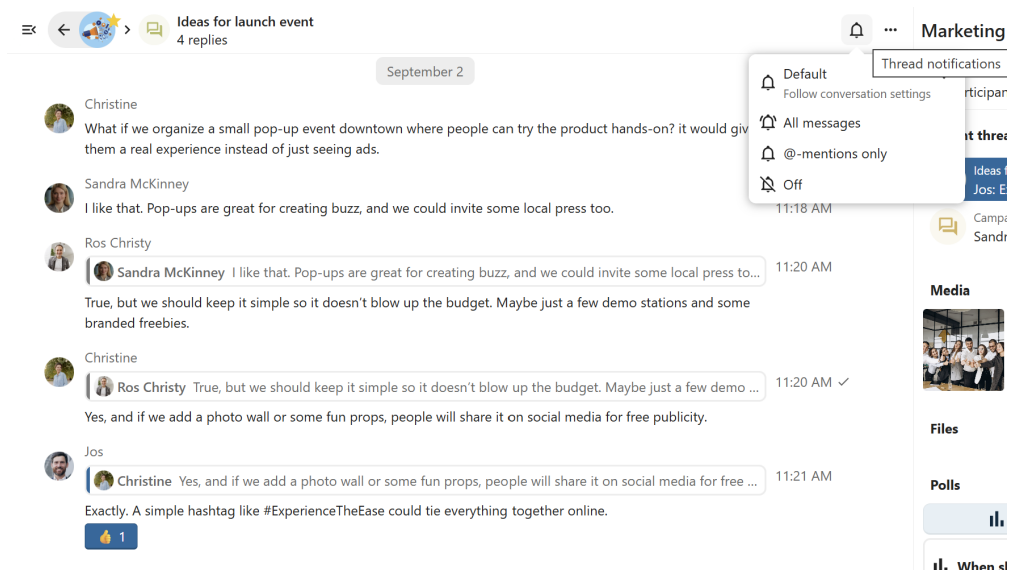 Ideas for launch event
4 replies
Marketing
Thread notifications
September 2
Default
Follow conversation settings
All messages
@-mentions only
Off
Christine
What if we organize a small pop-up event downtown where people can try the product hands-on? it would
them a real experience instead of just seeing ads.
Sandra McKinney
I like that. Pop-ups are great for creating buzz, and we could invite some local press too.
11:18 AM
Ros Christy
Sandra McKinney I like that. Pop-ups are great for creating buzz, and we could invite some local press to...
11:20 AM
True, but we should keep it simple so it doesn’t blow up the budget. Maybe just a few demo stations and some
branded freebies.
Christine
Ros Christy True, but we should keep it simple so it doesn’t blow up the budget. Maybe just a few demo ...
11:20 AM
Yes, and if we add a photo wall or some fun props, people will share it on social media for free publicity.
Jos
Christine Yes, and if we add a photo wall or some fun props, people will share it on social media for free ...
11:21 AM
Exactly. A simple hashtag like #ExperienceTheEase could tie everything together online.
👍 1
Ideas
Jos:
Media
Files
Polls
When